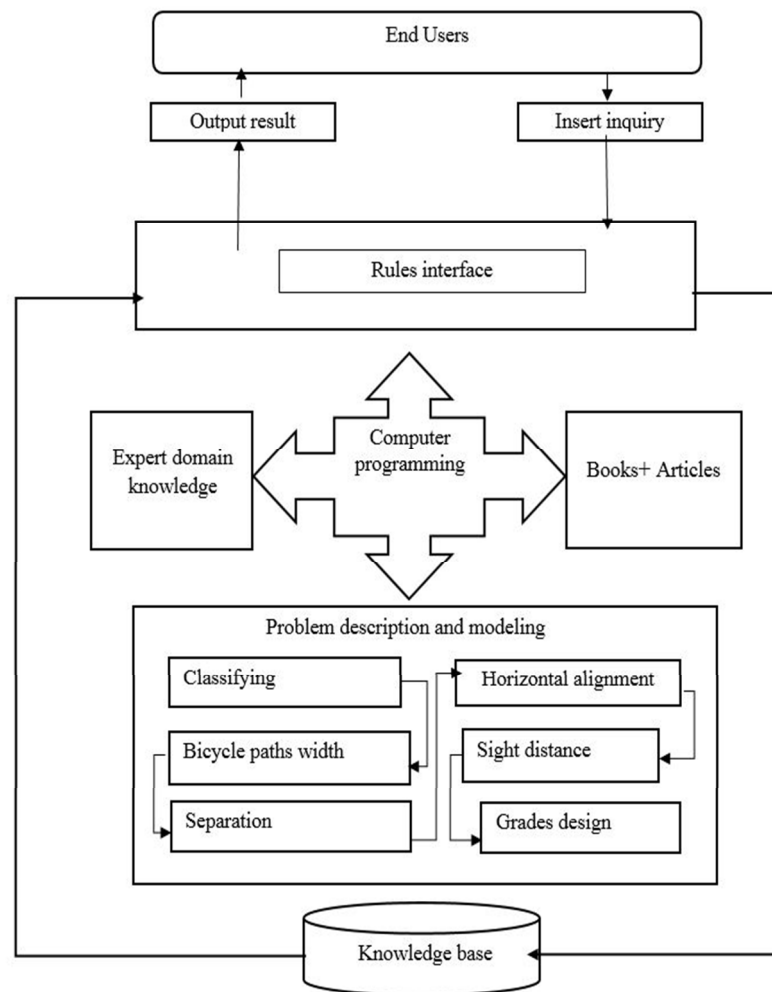 End Users
Output result
Insert inquiry
Rules interface
Expert domain
knowledge
Computer
programming
Books+ Articles
Problem description and modeling
Classifying
Bicycle paths width
Separation
Horizontal alignment
Sight distance
Grades design
Knowledge base